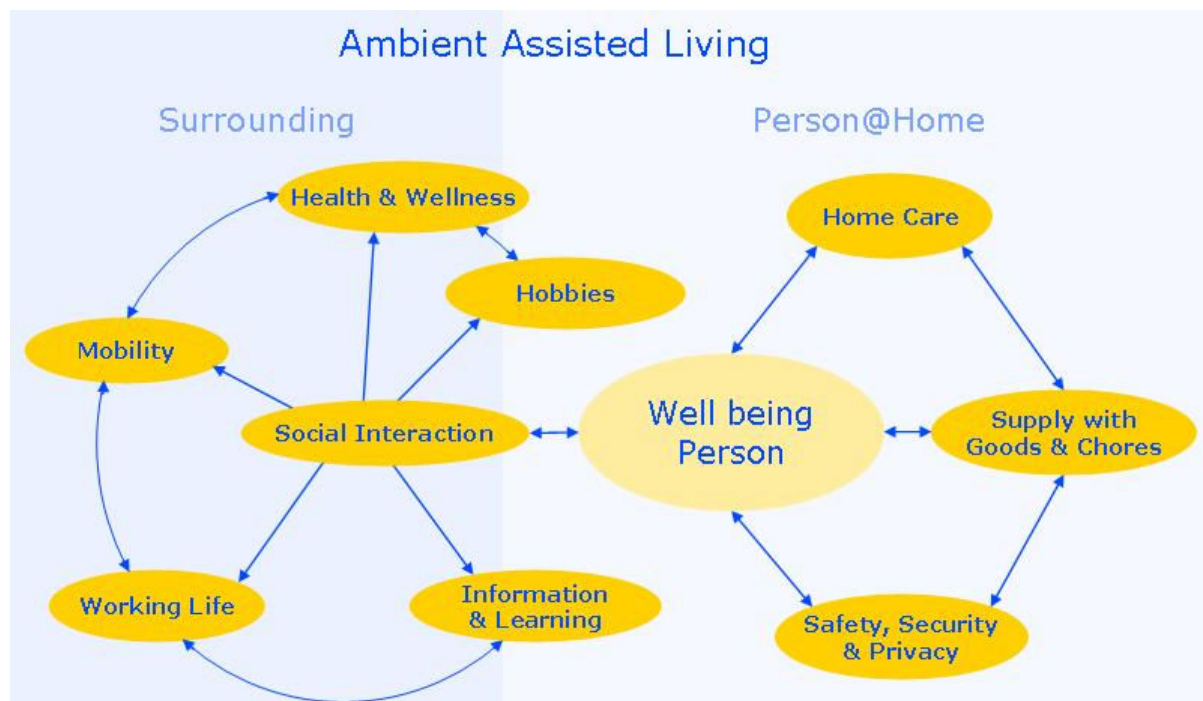 Ambient Assisted Living
Surrounding
Person@Home
Health & Wellness
Home Care
Hobbies
Mobility
Social Interaction
Well being
Person
Supply with
Goods & Chores
Working Life
Information
& Learning
Safety, Security
& Privacy